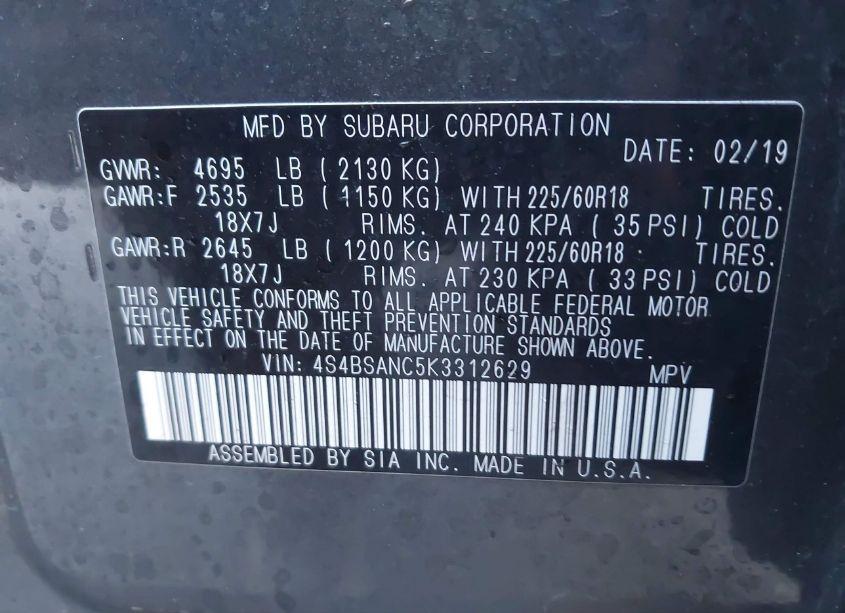 MFD BY SUBARU CORPORATION
DATE: 02/19
GVWR: 4695 LB ( 2130 KG)
GAWR:F 2535 LB ( 1150 KG) WITH 225/60R18 TIRES.
18X7J RIMS. AT 240 KPA ( 35 PSI) COLD
GAWR:R 2645 LB ( 1200 KG) WITH 225/60R18 TIRES.
18X7J RIMS. AT 230 KPA ( 33 PSI) COLD
THIS VEHICLE CONFORMS TO ALL APPLICABLE FEDERAL MOTOR
VEHICLE SAFETY AND THEFT PREVENTION STANDARDS
IN EFFECT ON THE DATE OF MANUFACTURE SHOWN ABOVE.
VIN: 4S4BSANC5K3312629 MPV
ASSEMBLED BY SIA INC. MADE IN U.S.A.